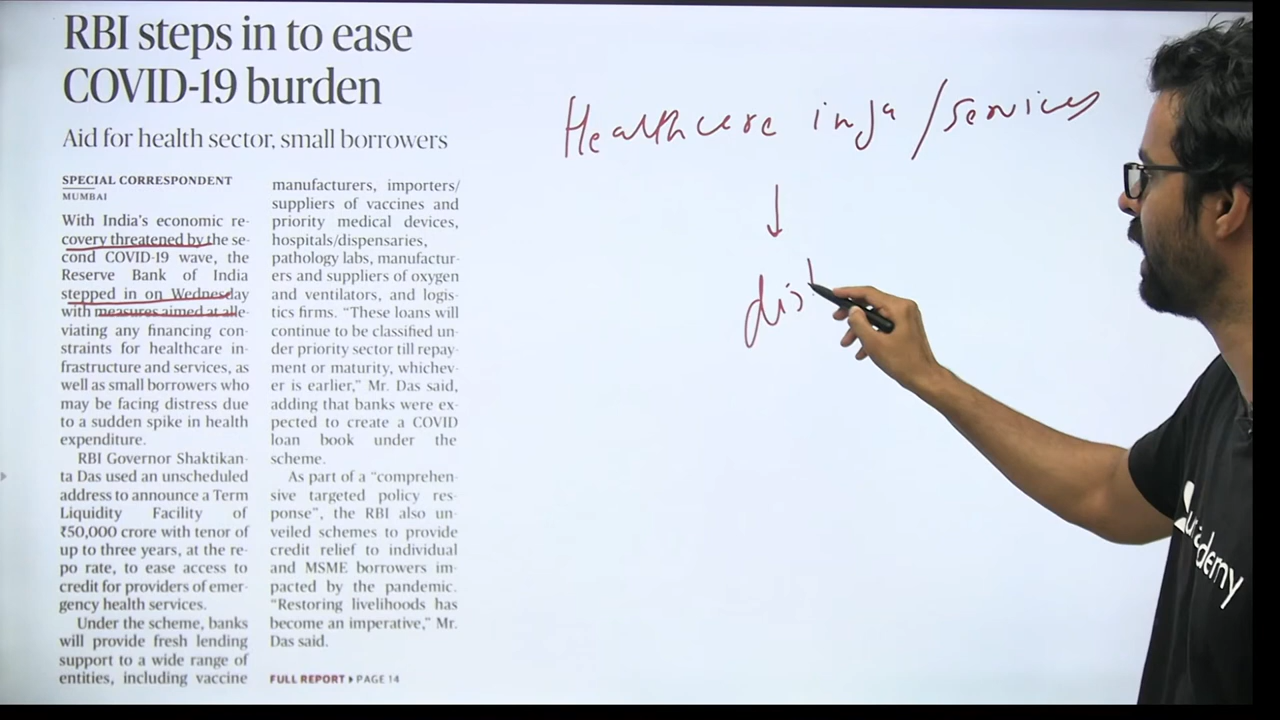 RBI steps in to ease
COVID-19 burden
Aid for health sector, small borrowers
SPECIAL CORRESPONDENT
MUMBAI
With India's economic re-
covery threatened by the se-
cond COVID-19 wave, the
Reserve Bank of India
stepped in on Wednesday
with measures aimed at alle-
viating any financing con-
straints for healthcare in-
frastructure and services, as
well as small borrowers who
may be facing distress due
to a sudden spike in health
expenditure.
RBI Governor Shaktikan-
ta Das used an unscheduled
address to announce a Term
Liquidity Facility of
₹50,000 crore with tenor of
up to three years, at the re-
po rate, to ease access to
credit for providers of emer-
gency health services.
Under the scheme, banks
will provide fresh lending
support to a wide range of
entities, including vaccine
manufacturers, importers/
suppliers of vaccines and
priority medical devices,
hospitals/dispensaries,
pathology labs, manufactur-
ers and suppliers of oxygen
and ventilators, and logis-
tics firms. “These loans will
continue to be classified un-
der priority sector till repay-
ment or maturity, whichev-
er is earlier,” Mr. Das said,
adding that banks were ex-
pected to create a COVID
loan book under the
scheme.
As part of a “comprehen-
sive targeted policy res-
ponse”, the RBI also un-
veiled schemes to provide
credit relief to individual
and MSME borrowers im-
pacted by the pandemic.
“Restoring livelihoods has
become an imperative,” Mr.
Das said.
FULL REPORT PAGE 14
Healthcare /services
dis
unacademy